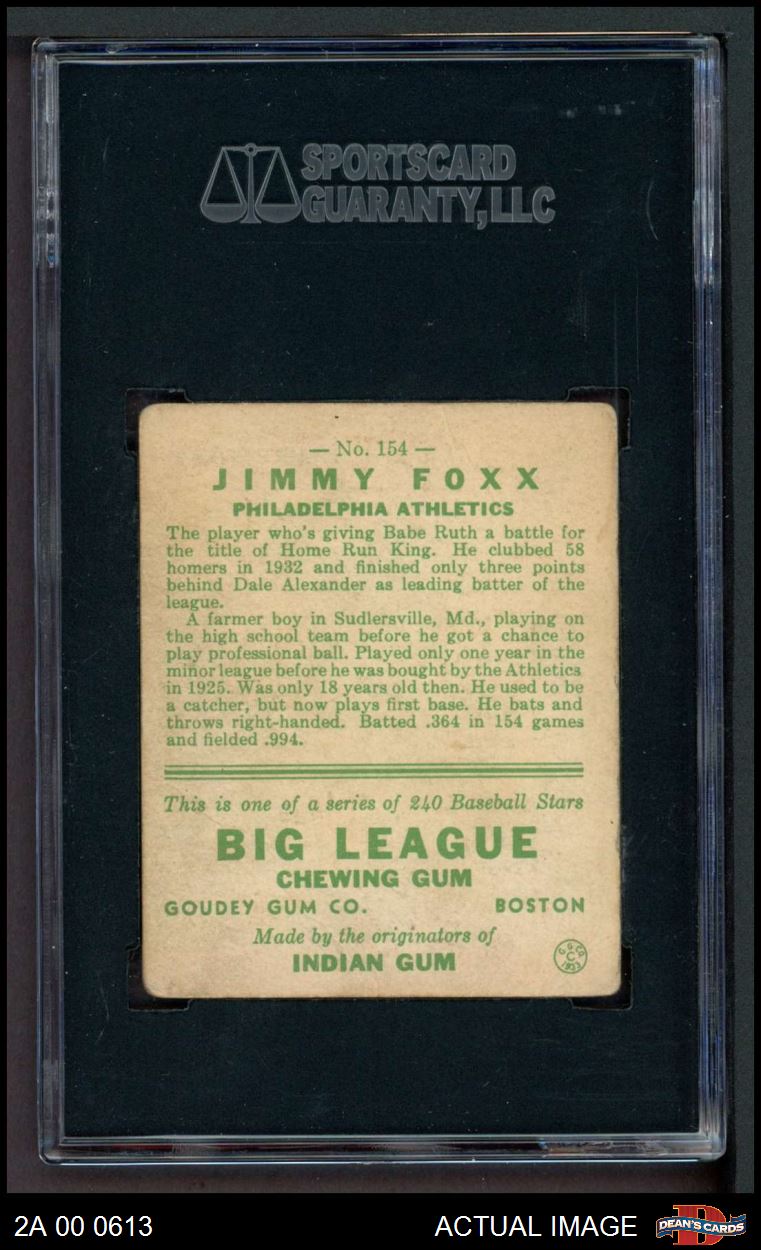 SPORTSCARD
GUARANTY, LLC
— No. 154 —
JIMMY FOXX
PHILADELPHIA ATHLETICS
The player who's giving Babe Ruth a battle for
the title of Home Run King. He clubbed 58
homers in 1932 and finished only three points
behind Dale Alexander as leading batter of the
league.
A farmer boy in Sudlersville, Md., playing on
the high school team before he got a chance to
play professional ball. Played only one year in the
minor league before he was bought by the Athletics
in 1925. Was only 18 years old then. He used to be
a catcher, but now plays first base. He bats and
throws right-handed. Batted .364 in 154 games
and fielded .994.
This is one of a series of 240 Baseball Stars
BIG LEAGUE
CHEWING GUM
GOUDEY GUM CO. BOSTON
Made by the originators of
INDIAN GUM
G. G. CO.
C
1933
2A 00 0613 ACTUAL IMAGE
D
DEAN'S CARDS